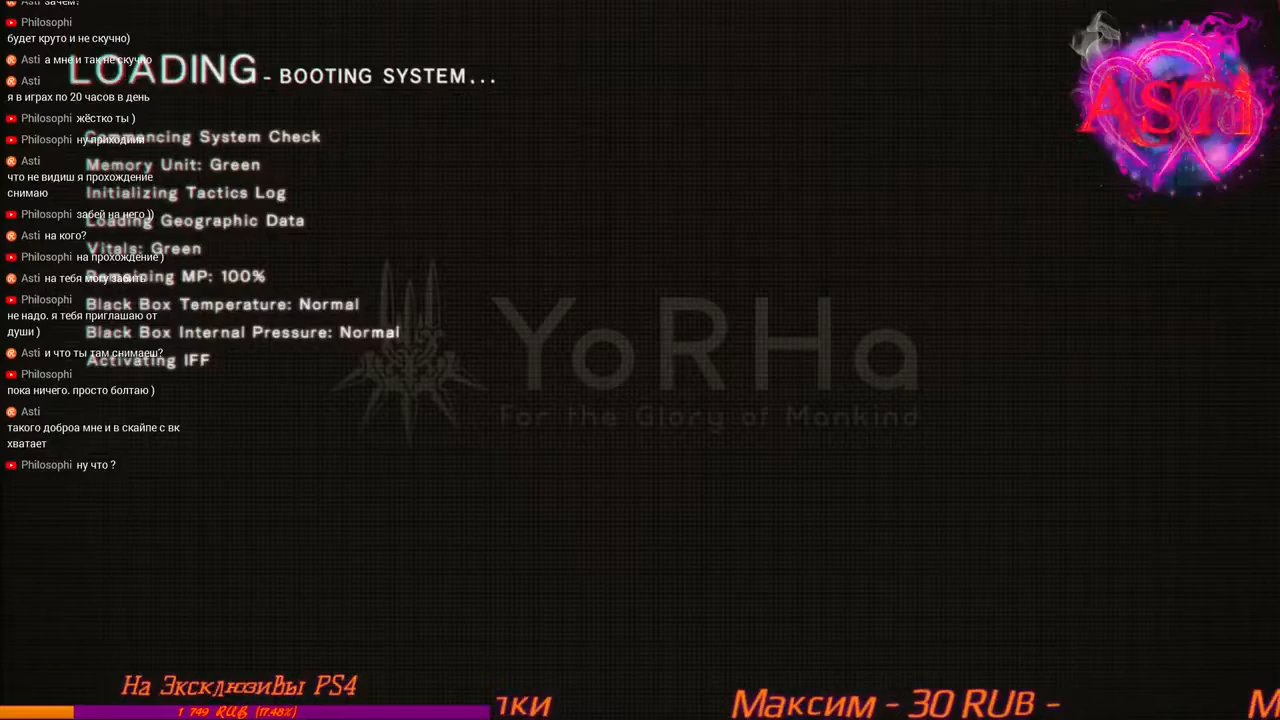 Asti зачем?
Philosophi
будет круто и не скучно)
Asti а мне и так не скучно
Asti
я в играх по 20 часов в день
Philosophi жёстко ты )
Philosophi ну приходиии
Asti
что не видиш я прохождение
снимаю
Philosophi забей на него ))
Asti на кого?
Philosophi на прохождение )
Asti на тебя могу забить
Philosophi
не надо. я тебя приглашаю от
души )
Asti и что ты там снимаеш?
Philosophi
пока ничего. просто болтаю )
Asti
такого доброа мне и в скайпе с вк
хватает
Philosophi ну что ?
LOADING - BOOTING SYSTEM...
Commencing System Check
Memory Unit: Green
Initializing Tactics Log
Loading Geographic Data
Vitals: Green
Remaining MP: 100%
Black Box Temperature: Normal
Black Box Internal Pressure: Normal
Activating IFF
YoRHa
For the Glory of Mankind
ASTI
На Эксклюзивы PS4
1 749 RUB (17.48%)
Максим - 30 RUB -